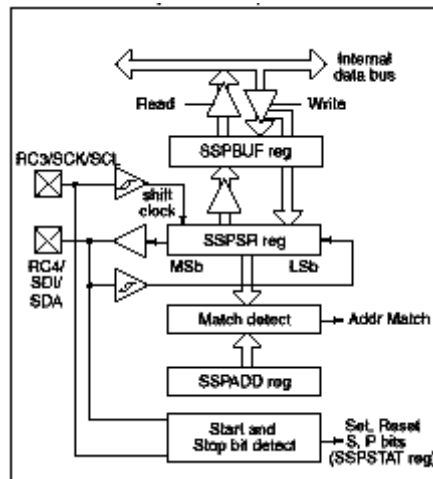 Internal
data bus
Read
Write
SSPBUF reg
RC3/SCK/SCL
shift
clock
SSPSR reg
MSb
LSb
RC4/
SDI/
SDA
Match detect
Addr Match
SSPADD reg
Start and
Stop bit detect
Set, Reset
S, P bits
(SSPSTAT reg)